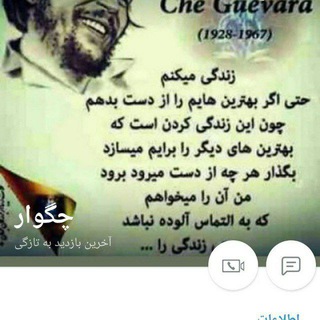 Che Guevara
(1928-1967)
زندگی میکنم
حتی اگر بهترین هایم را از دست بدهم
چون این زندگی کردن است که
بهترین های دیگر را برایم میسازد
بگذار هر چه از دست میرود برود
من آن را میخواهم
که به التماس آلوده نباشد
زندگی را ...
چگوار
آخرین بازدید به تازگی
اطلاعات